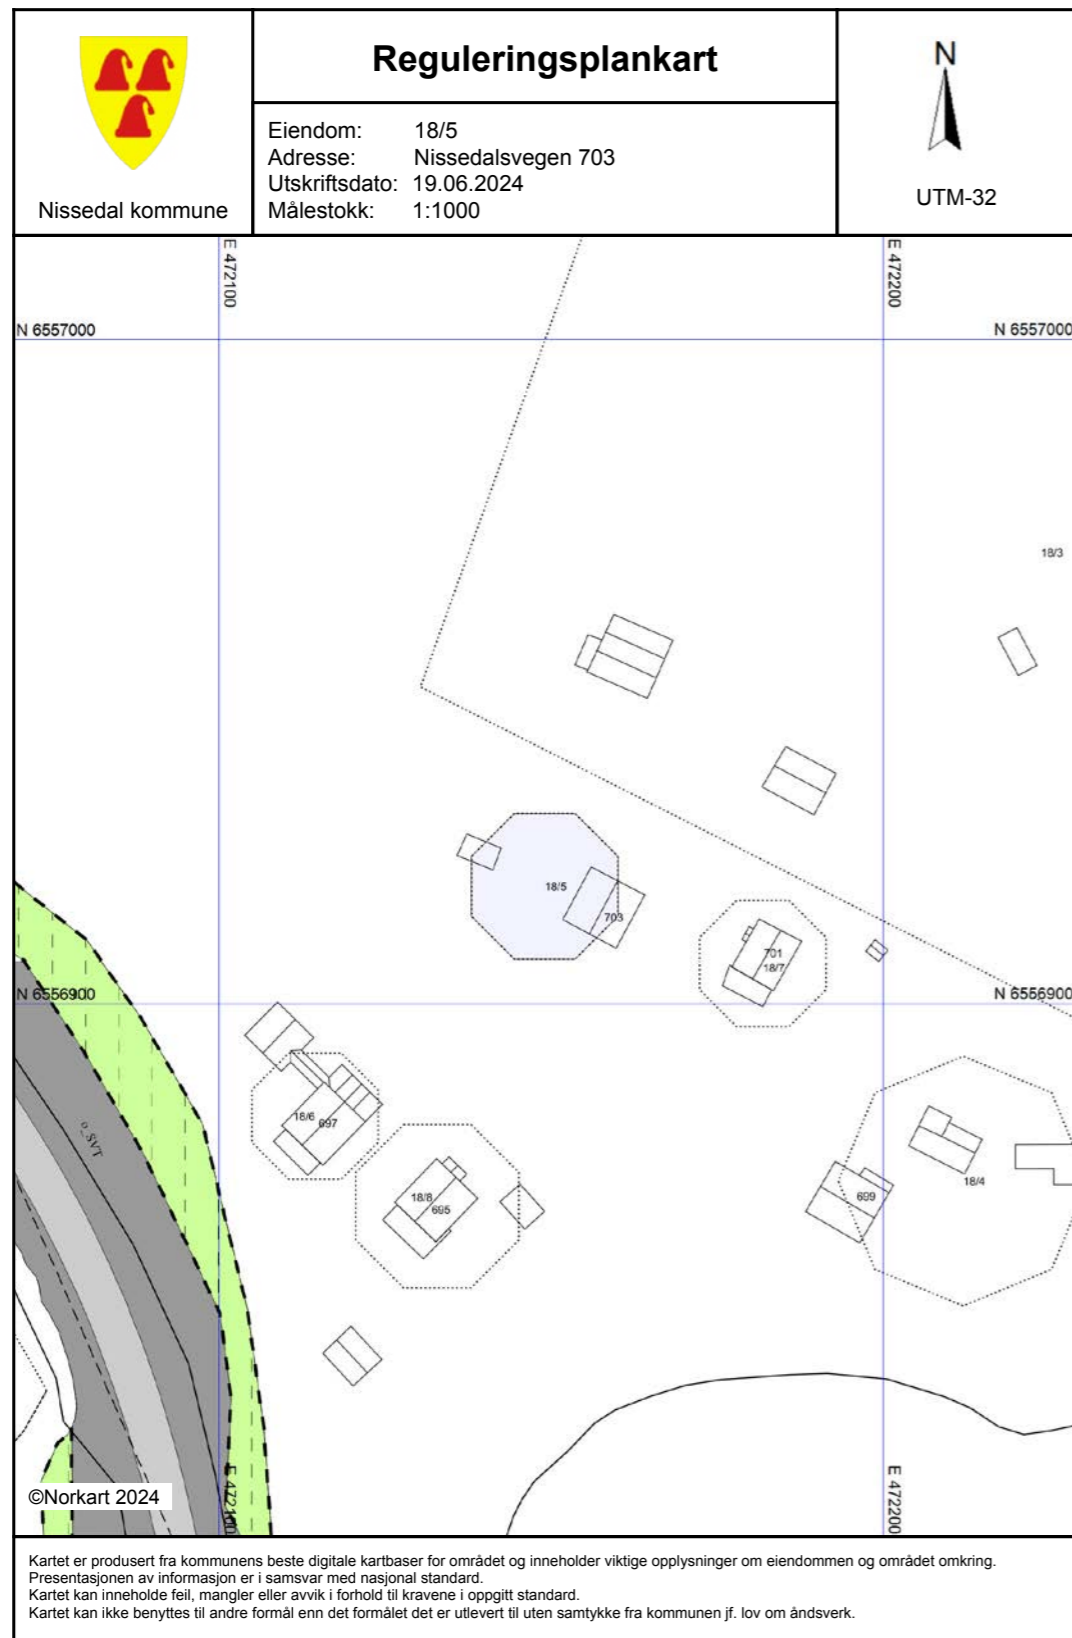 Nissedal kommune
Reguleringsplankart
Eiendom: 18/5
Adresse: Nissedalsvegen 703
Utskriftsdato: 19.06.2024
Målestokk: 1:1000
N
UTM-32
E 472100
E 472200
N 6557000
N 6557000
18/3
18/5
703
701
18/7
N 6556900
N 6556900
18/6
697
o_SVT
18/8
695
699
18/4
E 472100
E 472200
©Norkart 2024
Kartet er produsert fra kommunens beste digitale kartbaser for området og inneholder viktige opplysninger om eiendommen og området omkring.
Presentasjonen av informasjon er i samsvar med nasjonal standard.
Kartet kan inneholde feil, mangler eller avvik i forhold til kravene i oppgitt standard.
Kartet kan ikke benyttes til andre formål enn det formålet det er utlevert til uten samtykke fra kommunen jf. lov om åndsverk.